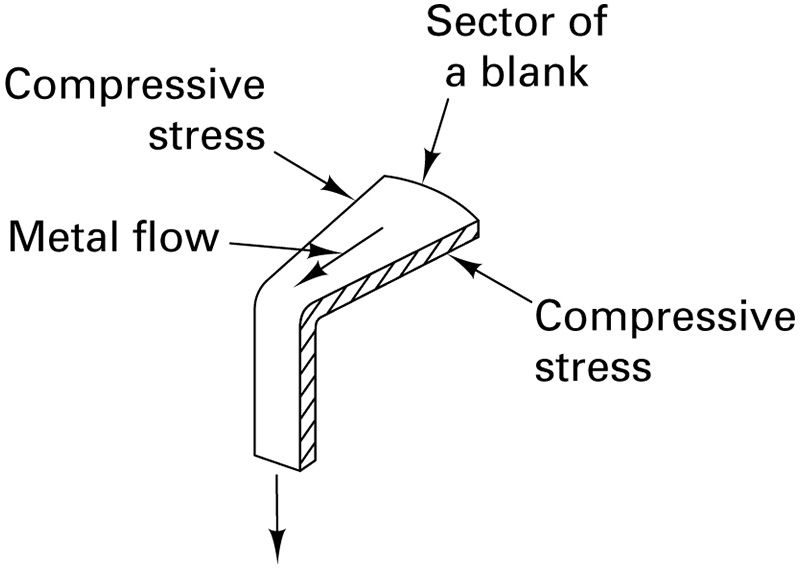 Sector of
a blank
Compressive
stress
Metal flow
Compressive
stress